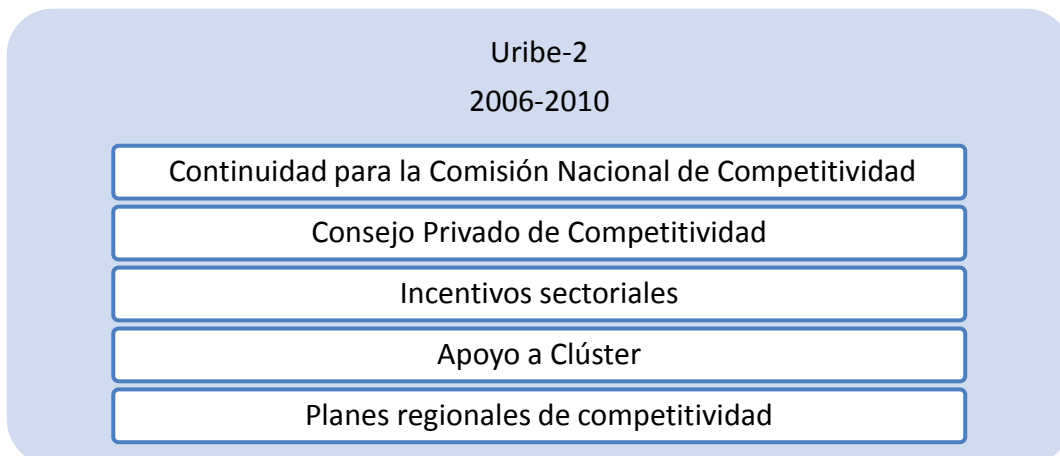 Uribe-2
2006-2010
Continuidad para la Comisión Nacional de Competitividad
Consejo Privado de Competitividad
Incentivos sectoriales
Apoyo a Clúster
Planes regionales de competitividad